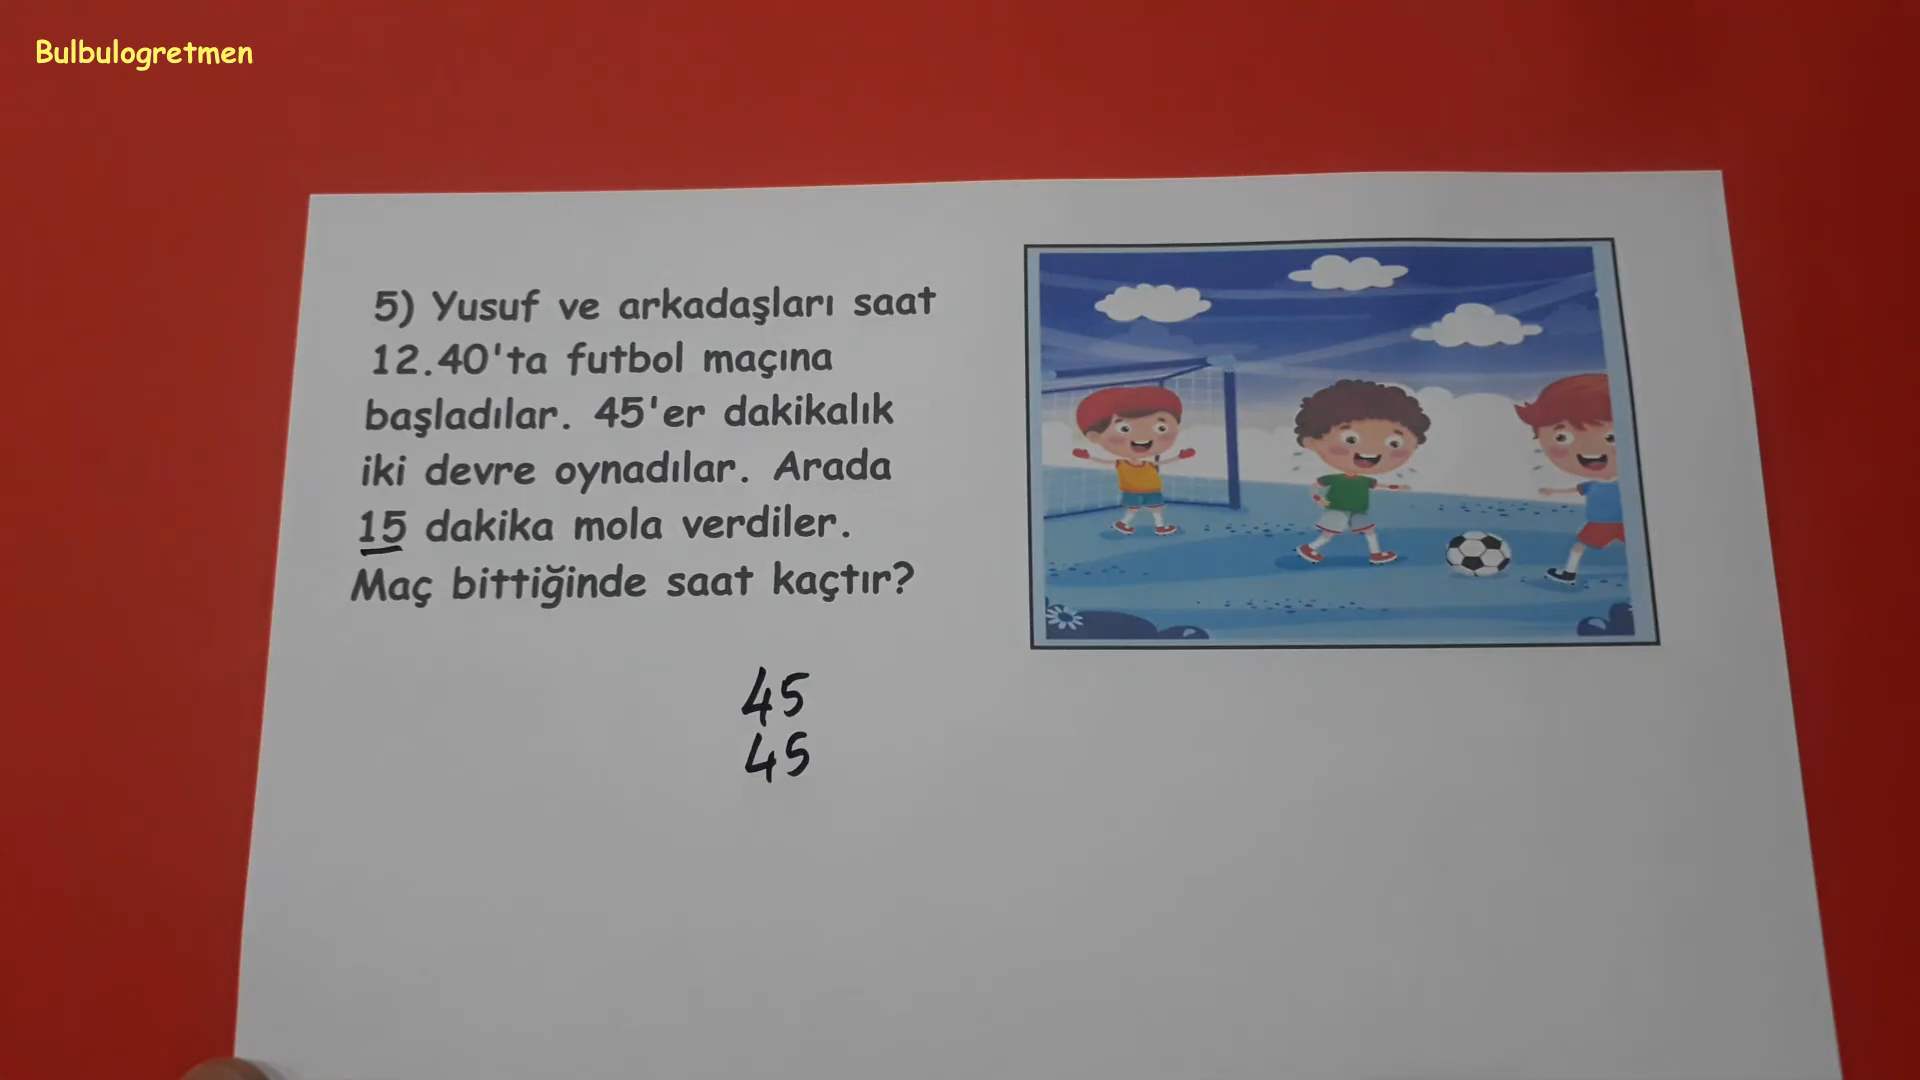 Bulbulogretmen
5) Yusuf ve arkadaşları saat
12.40'ta futbol maçına
başladılar. 45'er dakikalık
iki devre oynadılar. Arada
15 dakika mola verdiler.
Maç bittiğinde saat kaçtır?
45
45